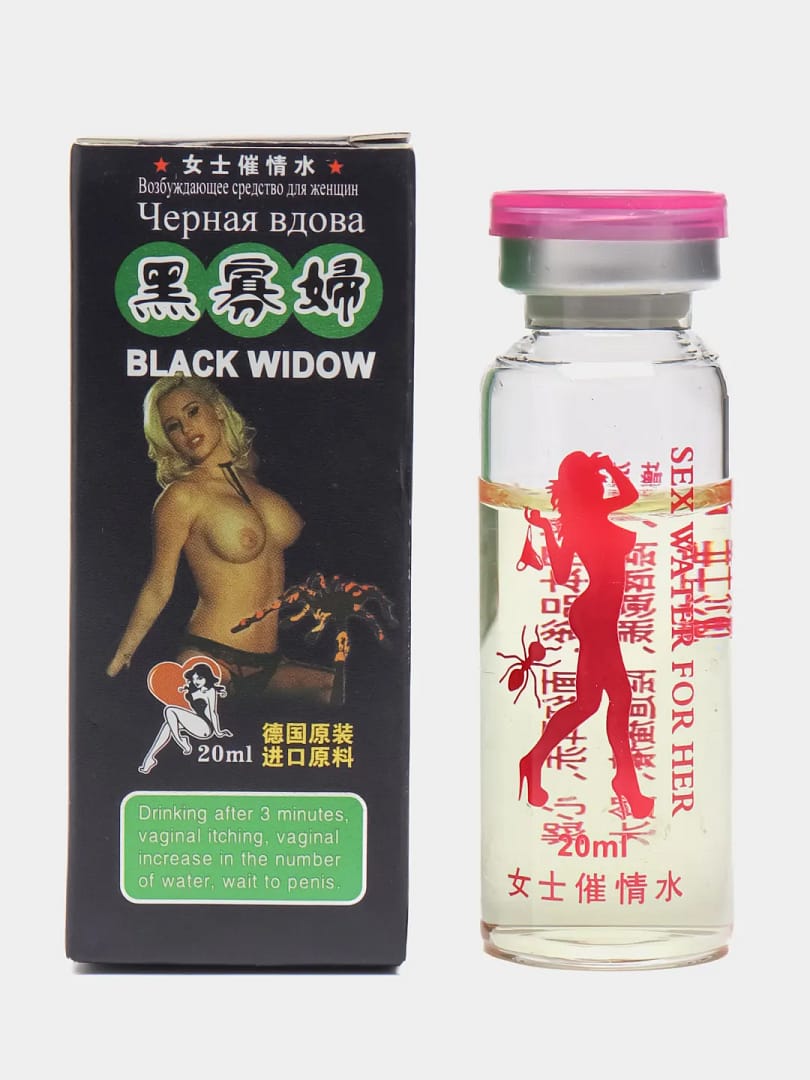 ★ 女士催情水 ★
Возбуждающее средство для женщин
Черная вдова
黑寡婦
BLACK WIDOW
20ml
德国原装
进口原料
Drinking after 3 minutes,
vaginal itching, vaginal
increase in the number
of water, wait to penis.
SEX WATER FOR HER
20ml
女士催情水